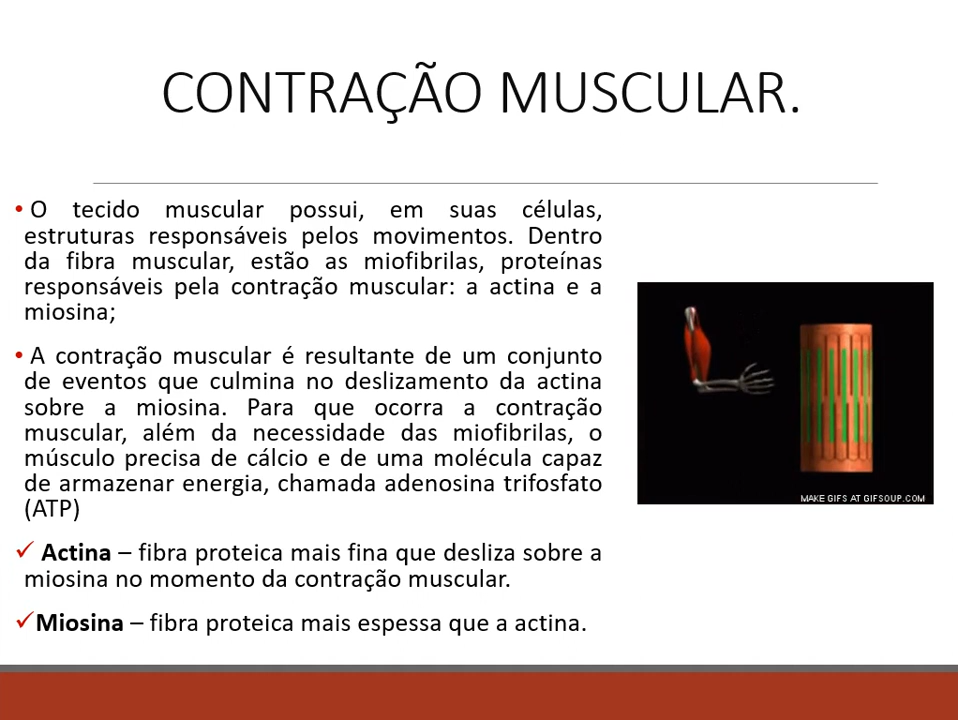 CONTRAÇÃO MUSCULAR.
• O tecido muscular possui, em suas células,
estruturas responsáveis pelos movimentos. Dentro
da fibra muscular, estão as miofibrilas, proteínas
responsáveis pela contração muscular: a actina e a
miosina;
• A contração muscular é resultante de um conjunto
de eventos que culmina no deslizamento da actina
sobre a miosina. Para que ocorra a contração
muscular, além da necessidade das miofibrilas, o
músculo precisa de cálcio e de uma molécula capaz
de armazenar energia, chamada adenosina trifosfato
(ATP)
✓ Actina – fibra proteica mais fina que desliza sobre a
miosina no momento da contração muscular.
✓Miosina – fibra proteica mais espessa que a actina.
MAKE GIFS AT GIFSOUP.COM